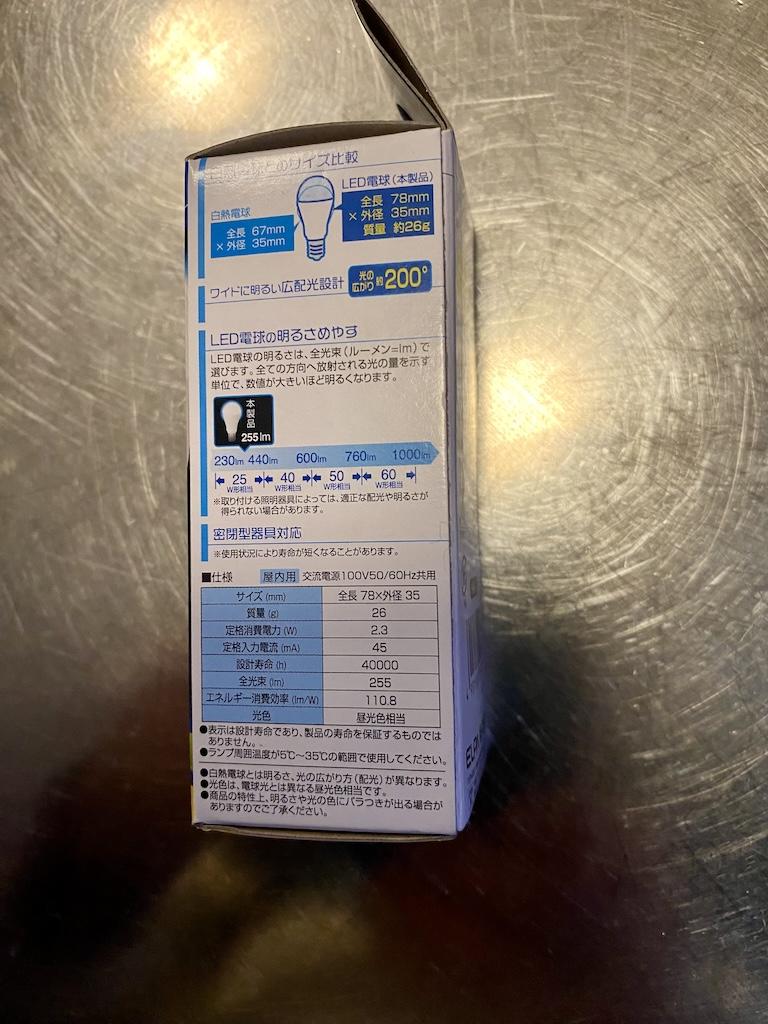 白熱電球とのサイズ比較
LED電球(本製品)
全長 78mm
× 外径 35mm
質量 約26g
白熱電球
全長 67mm
× 外径 35mm
ワイドに明るい広配光設計 光の広がり 約200°
LED電球の明るさめやす
LED電球の明るさは、全光束(ルーメン=lm)で
選びます。全ての方向へ放射される光の量を示す
単位で、数値が大きいほど明るくなります。
本製品
255lm
230lm 440lm 600lm 760lm 1000lm
25 40 50 60
W形相当 W形相当 W形相当 W形相当
※取り付ける照明器具によっては、適正な配光や明るさが
得られない場合があります。
密閉型器具対応
※使用状況により寿命が短くなることがあります。
■仕様 屋内用 交流電源100V50/60Hz共用
サイズ(mm) 全長 78×外径 35
質量(g) 26
定格消費電力(W) 2.3
定格入力電流(mA) 45
設計寿命(h) 40000
全光束(lm) 255
エネルギー消費効率(lm/W) 110.8
光色 昼光色相当
●表示は設計寿命であり、製品の寿命を保証するものでは
ありません。
●ランプ周囲温度が5℃〜35℃の範囲で使用してください。
●白熱電球とは明るさ、光の広がり方(配光)が異なります。
●光色は、電球光とは異なる昼光色相当です。
●商品の特性上、明るさや光の色にバラつきが出る場合が
ありますのでご了承ください。